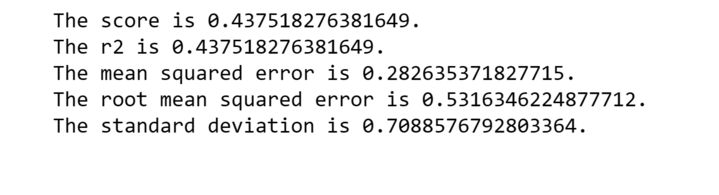 The score is 0.437518276381649.
The r2 is 0.437518276381649.
The mean squared error is 0.282635371827715.
The root mean squared error is 0.5316346224877712.
The standard deviation is 0.7088576792803364.